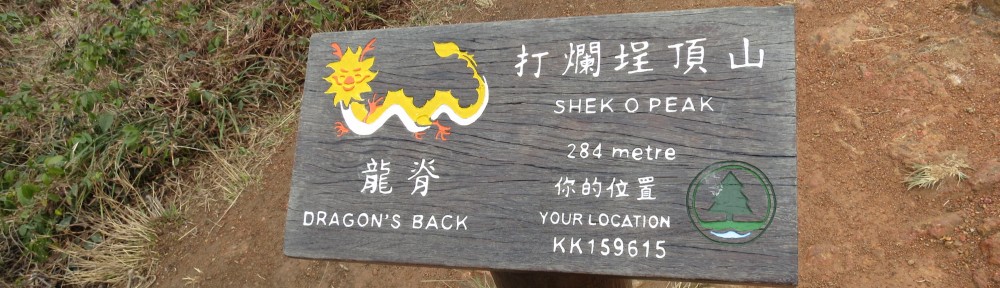 打爛埕頂山
SHEK O PEAK
284 metre
你的位置
YOUR LOCATION
KK159615
龍脊
DRAGON'S BACK